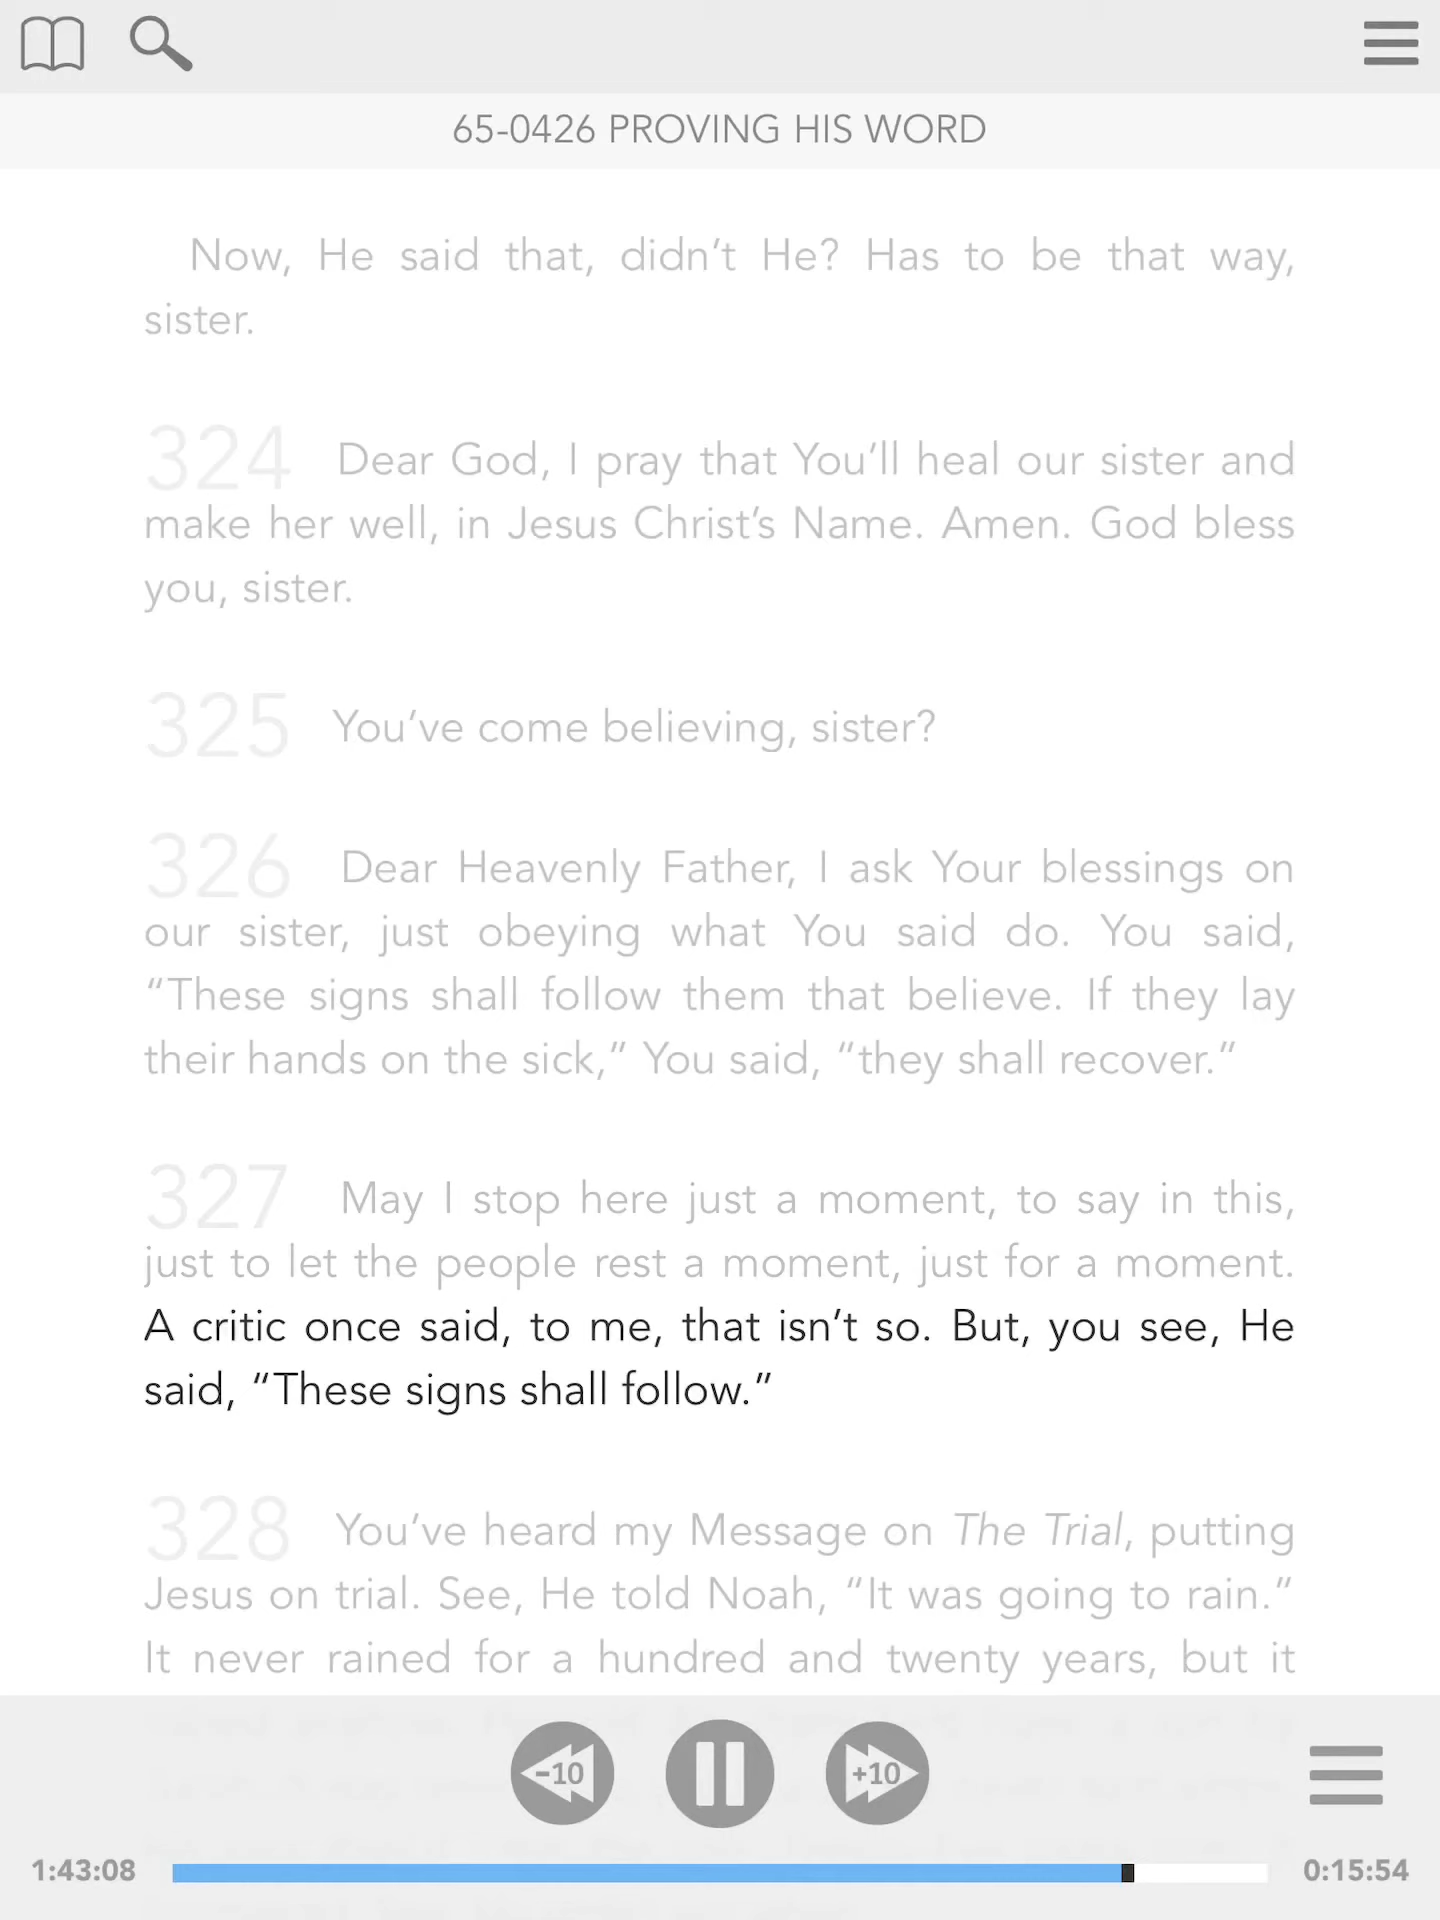 65-0426 PROVING HIS WORD
Now, He said that, didn’t He? Has to be that way,
sister.
324 Dear God, I pray that You’ll heal our sister and
make her well, in Jesus Christ’s Name. Amen. God bless
you, sister.
325 You’ve come believing, sister?
326 Dear Heavenly Father, I ask Your blessings on
our sister, just obeying what You said do. You said,
“These signs shall follow them that believe. If they lay
their hands on the sick,” You said, “they shall recover.”
327 May I stop here just a moment, to say in this,
just to let the people rest a moment, just for a moment.
A critic once said, to me, that isn’t so. But, you see, He
said, “These signs shall follow.”
328 You’ve heard my Message on The Trial, putting
Jesus on trial. See, He told Noah, “It was going to rain.”
It never rained for a hundred and twenty years, but it
-10 +10
1:43:08 0:15:54